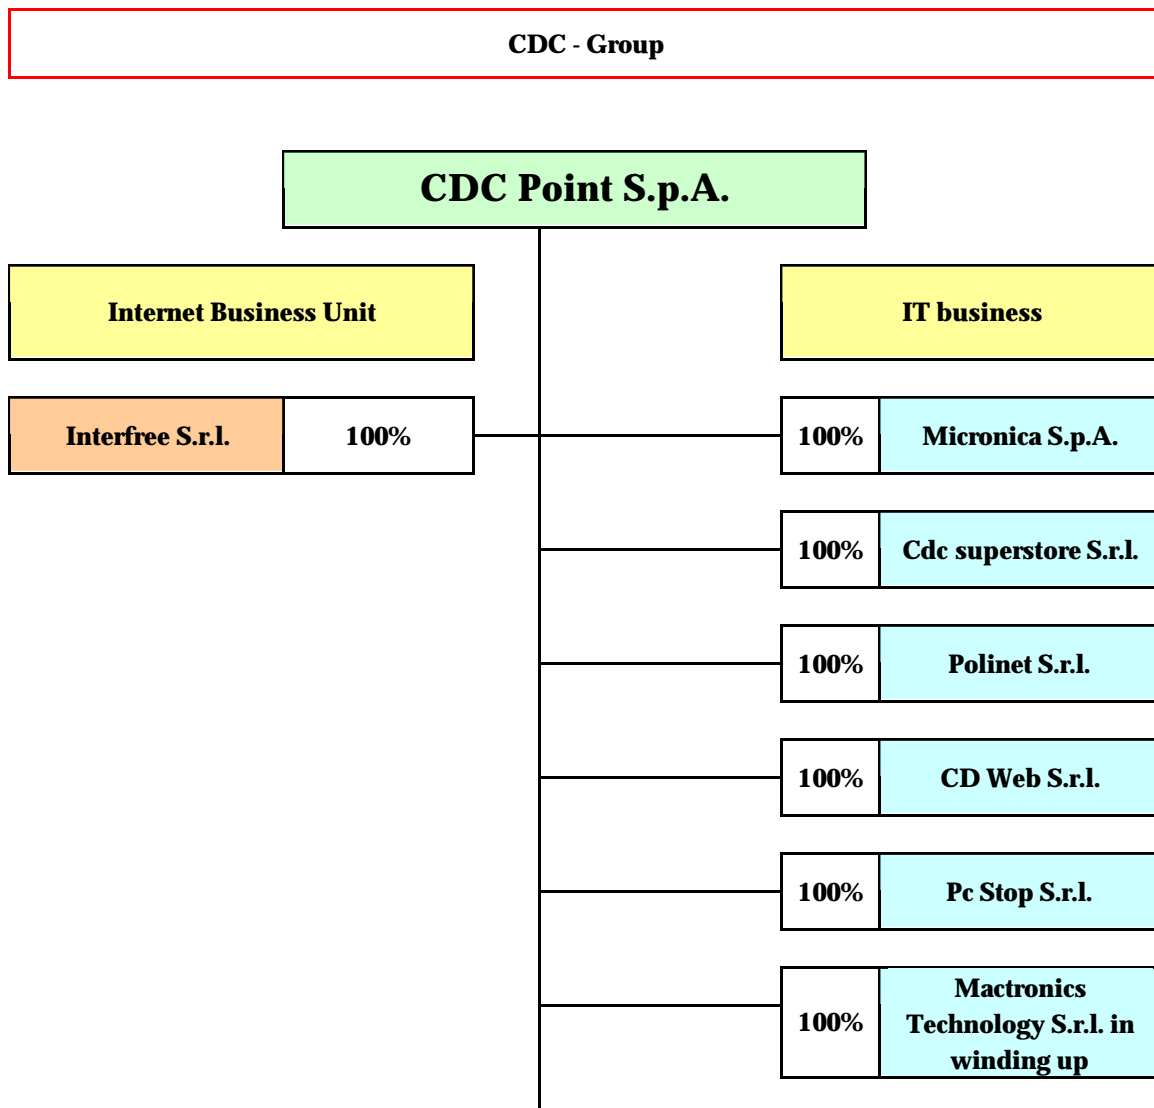 CDC - Group
CDC Point S.p.A.
Internet Business Unit
IT business
Interfree S.r.l.
100%
100%
Micronica S.p.A.
100%
Cdc superstore S.r.l.
100%
Polinet S.r.l.
100%
CD Web S.r.l.
100%
Pc Stop S.r.l.
100%
Mactronics
Technology S.r.l. in
winding up